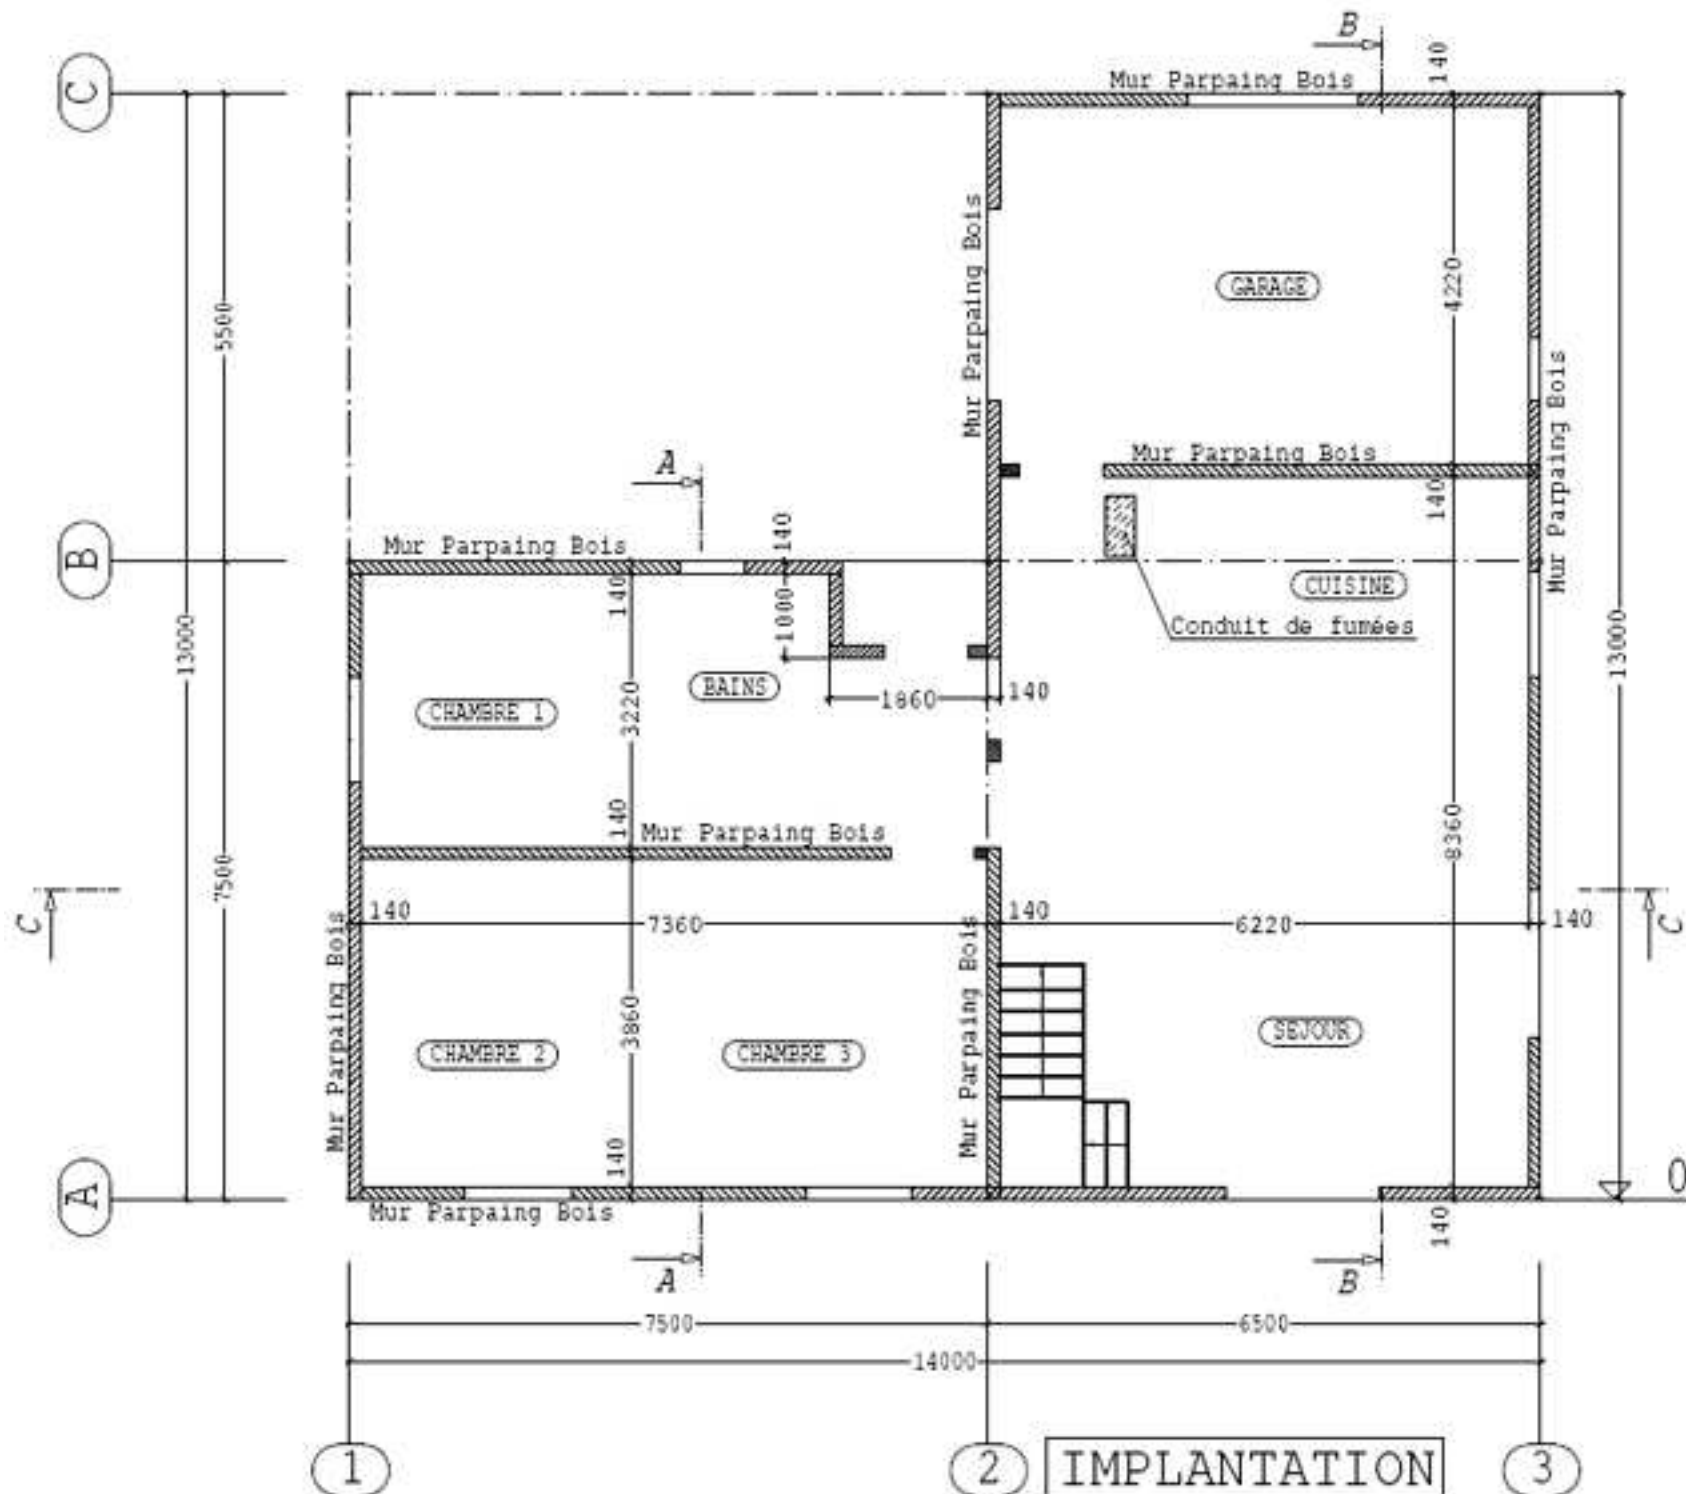 B
140
C
Mur Parpaing Bois
Mur Parpaing Bois
GARAGE
4220
5500
Mur Parpaing Bois
A
Mur Parpaing Bois
140
B
Mur Parpaing Bois
140
140
1000
CUISINE
Conduit de fumées
13000
13000
BAINS
CHAMBRE 1
3220
1860
140
140
Mur Parpaing Bois
8360
7500
C
140
7360
140
6220
140
C
Mur Parpaing Bois
Mur Parpaing Bois
3860
CHAMBRE 2
CHAMBRE 3
SEJOUR
140
A
0
Mur Parpaing Bois
140
A
B
7500
6500
14000
1
2
IMPLANTATION
3